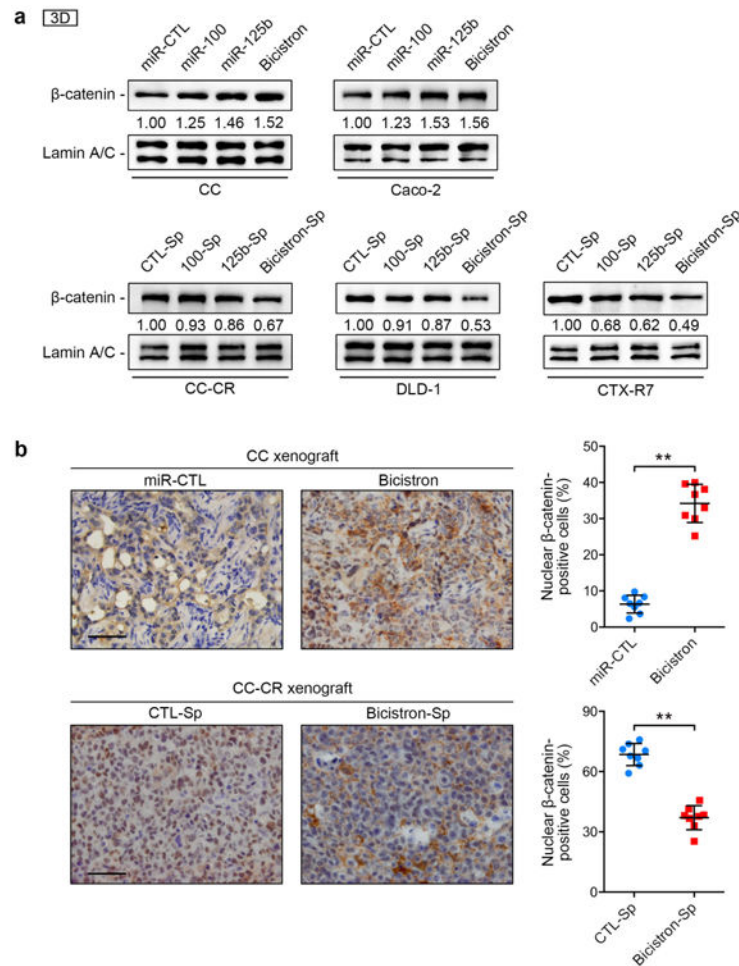 a 3D
miR-CTL miR-100 miR-125b Bicistron
β-catenin -
1.00 1.25 1.46 1.52
Lamin A/C -
CC
miR-CTL miR-100 miR-125b Bicistron
1.00 1.23 1.53 1.56
Caco-2
CTL-Sp 100-Sp 125b-Sp Bicistron-Sp
β-catenin -
1.00 0.93 0.86 0.67
Lamin A/C -
CC-CR
CTL-Sp 100-Sp 125b-Sp Bicistron-Sp
1.00 0.91 0.87 0.53
DLD-1
CTL-Sp 100-Sp 125b-Sp Bicistron-Sp
1.00 0.68 0.62 0.49
CTX-R7
b
CC xenograft
miR-CTL Bicistron
Nuclear β-catenin-
positive cells (%)
50
40
30
20
10
0
**
miR-CTL Bicistron
CC-CR xenograft
CTL-Sp Bicistron-Sp
Nuclear β-catenin-
positive cells (%)
90
60
30
0
**
CTL-Sp Bicistron-Sp